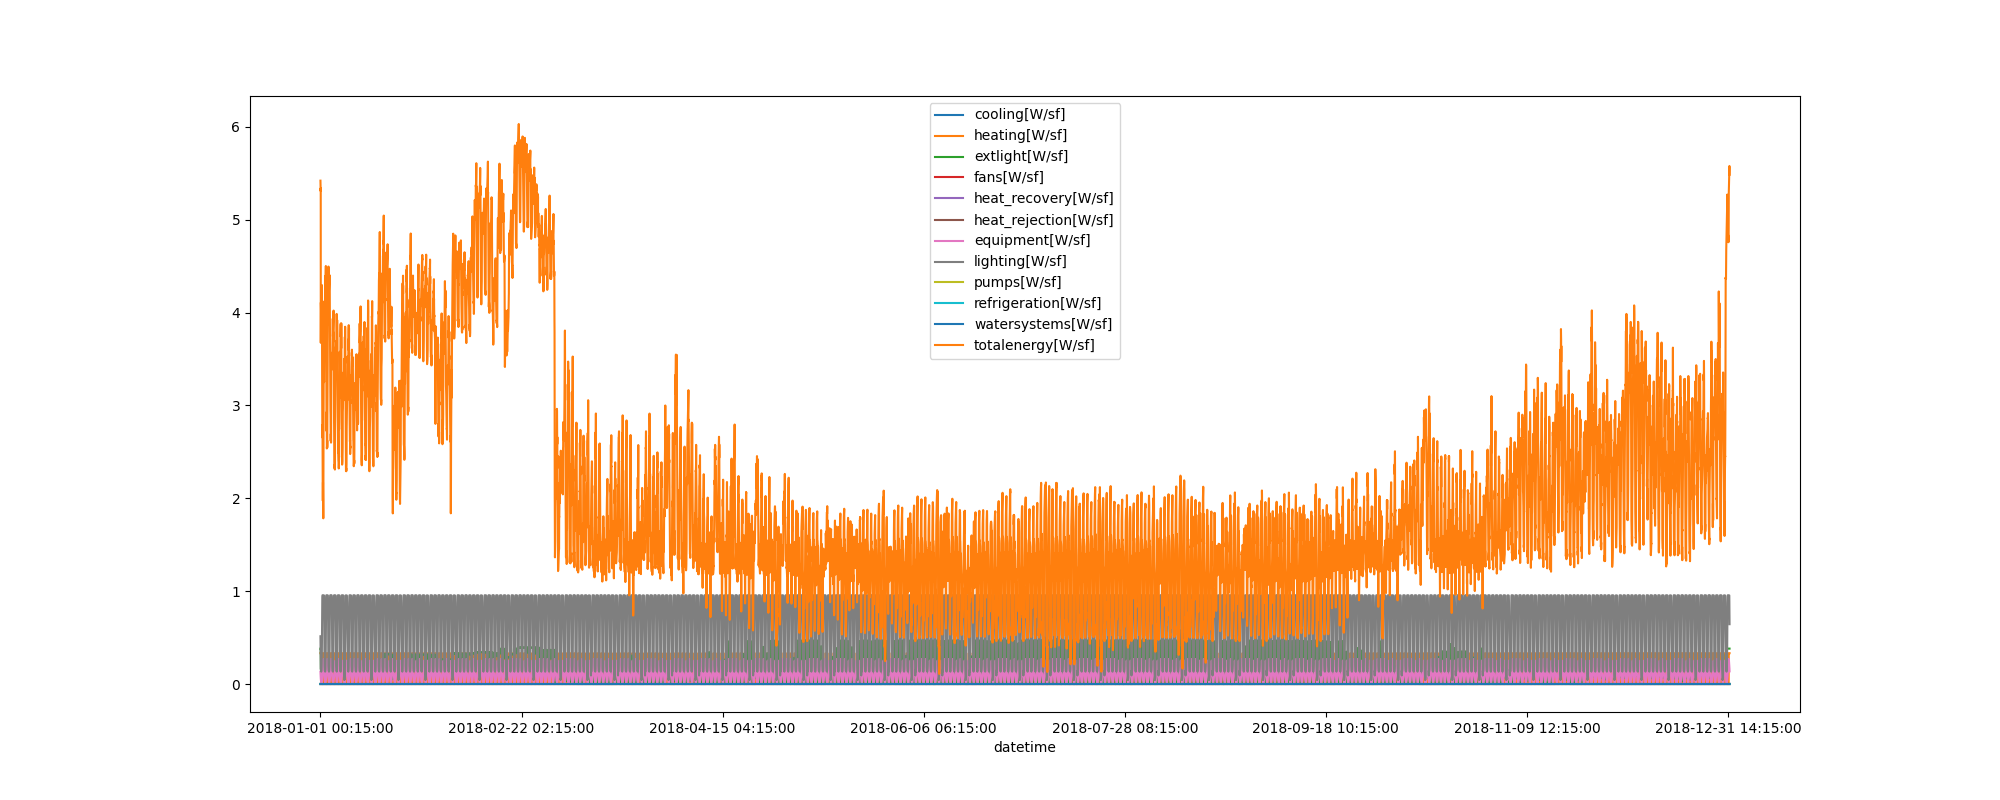 cooling[W/sf]
heating[W/sf]
extlight[W/sf]
fans[W/sf]
heat_recovery[W/sf]
heat_rejection[W/sf]
equipment[W/sf]
lighting[W/sf]
pumps[W/sf]
refrigeration[W/sf]
watersystems[W/sf]
totalenergy[W/sf]
6
5
4
3
2
1
0
2018-01-01 00:15:00 2018-02-22 02:15:00 2018-04-15 04:15:00 2018-06-06 06:15:00 2018-07-28 08:15:00 2018-09-18 10:15:00 2018-11-09 12:15:00 2018-12-31 14:15:00
datetime